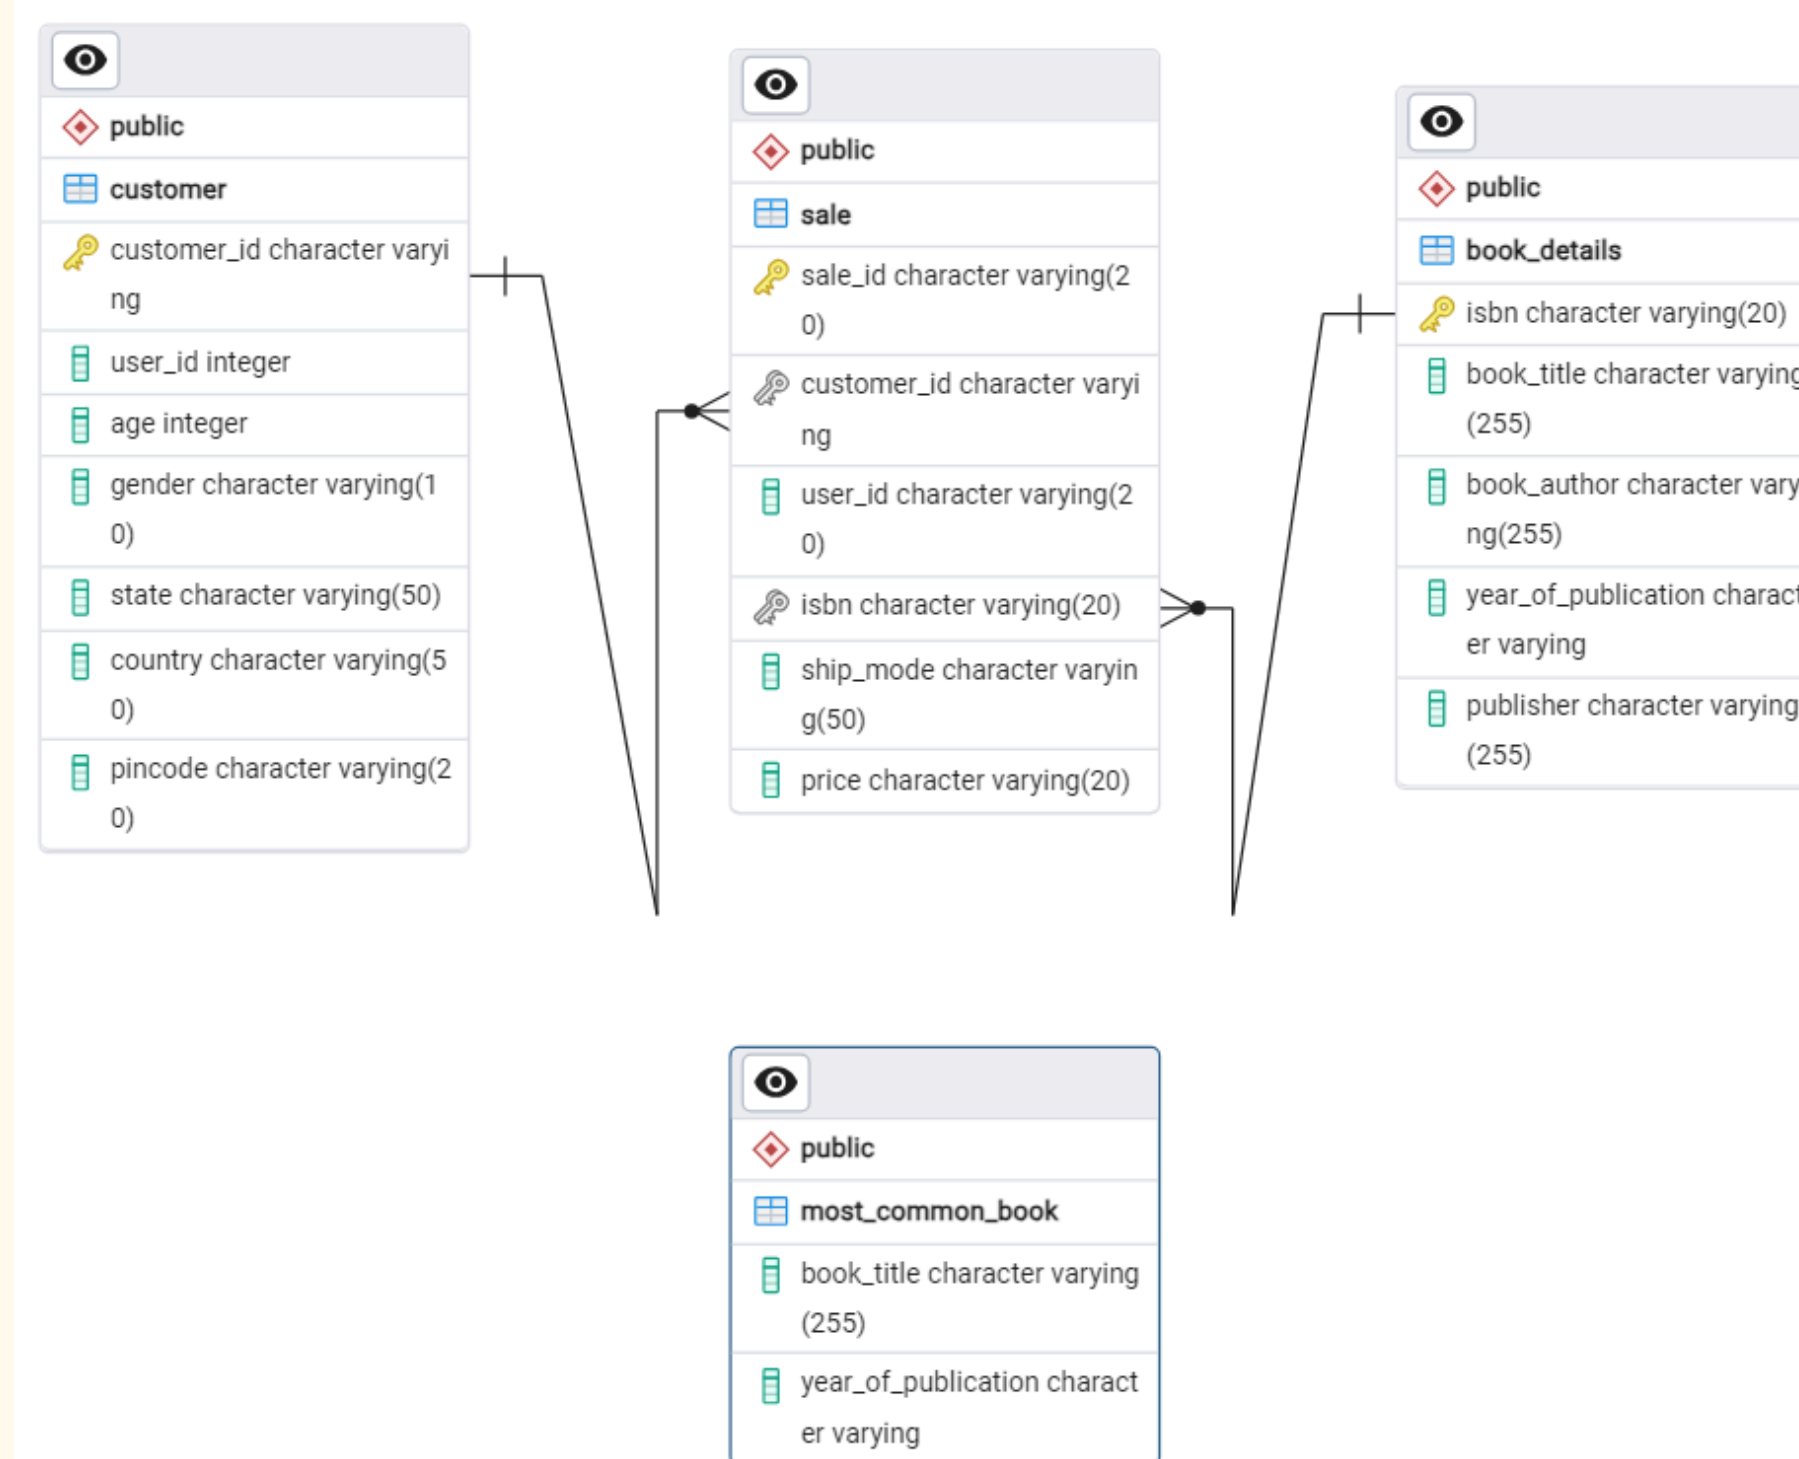 public
customer
customer_id character varyi
ng
user_id integer
age integer
gender character varying(1
0)
state character varying(50)
country character varying(5
0)
pincode character varying(2
0)
public
sale
sale_id character varying(2
0)
customer_id character varyi
ng
user_id character varying(2
0)
isbn character varying(20)
ship_mode character varyin
g(50)
price character varying(20)
public
book_details
isbn character varying(20)
book_title character varying
(255)
book_author character vary
ng(255)
year_of_publication charact
er varying
publisher character varying
(255)
public
most_common_book
book_title character varying
(255)
year_of_publication charact
er varying